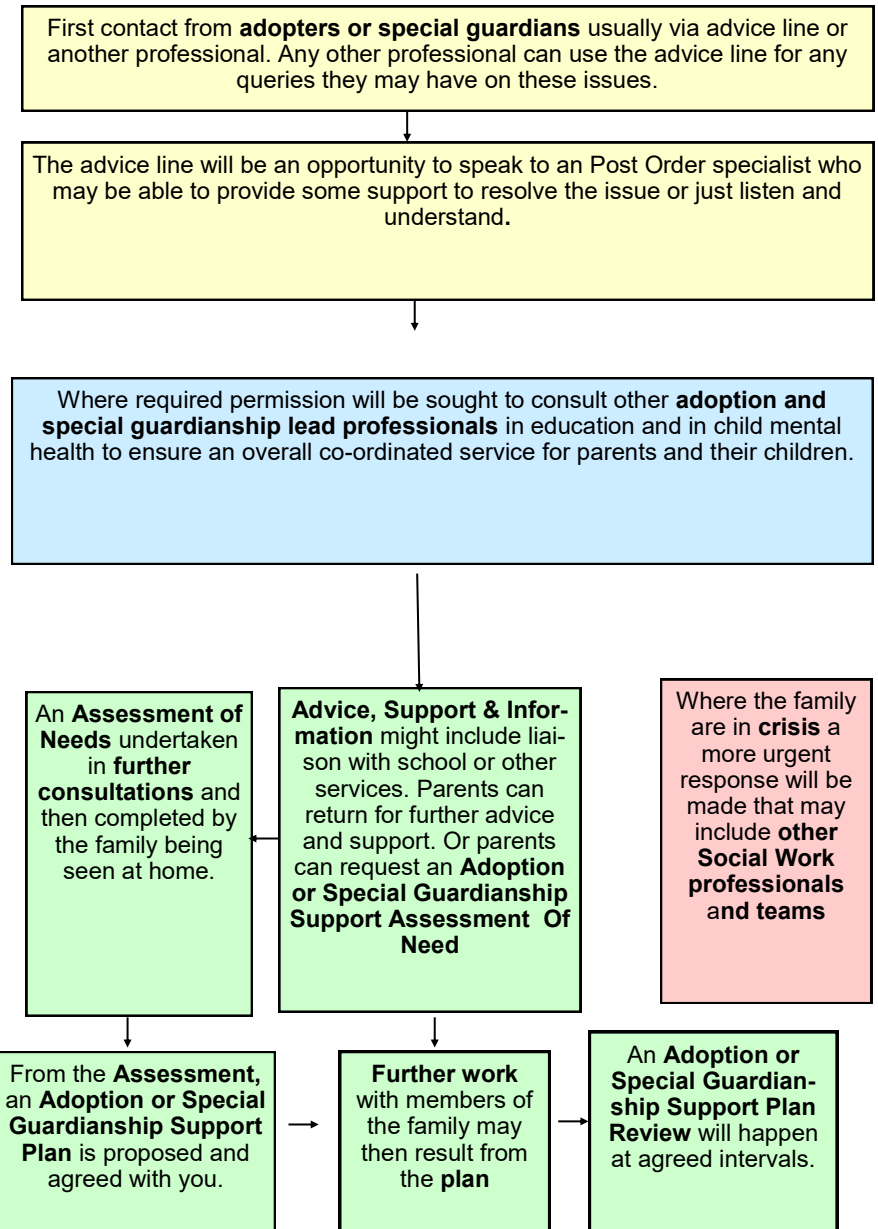 First contact from adopters or special guardians usually via advice line or
another professional. Any other professional can use the advice line for any
queries they may have on these issues.
The advice line will be an opportunity to speak to an Post Order specialist who
may be able to provide some support to resolve the issue or just listen and
understand.
Where required permission will be sought to consult other adoption and
special guardianship lead professionals in education and in child mental
health to ensure an overall co-ordinated service for parents and their children.
An Assessment of
Needs undertaken
in further
consultations and
then completed by
the family being
seen at home.
Advice, Support & Infor-
mation might include liai-
son with school or other
services. Parents can
return for further advice
and support. Or parents
can request an Adoption
or Special Guardianship
Support Assessment Of
Need
Where the family
are in crisis a
more urgent
response will be
made that may
include other
Social Work
professionals
and teams
From the Assessment,
an Adoption or Special
Guardianship Support
Plan is proposed and
agreed with you.
Further work
with members of
the family may
then result from
the plan
An Adoption or
Special Guardian-
ship Support Plan
Review will happen
at agreed intervals.